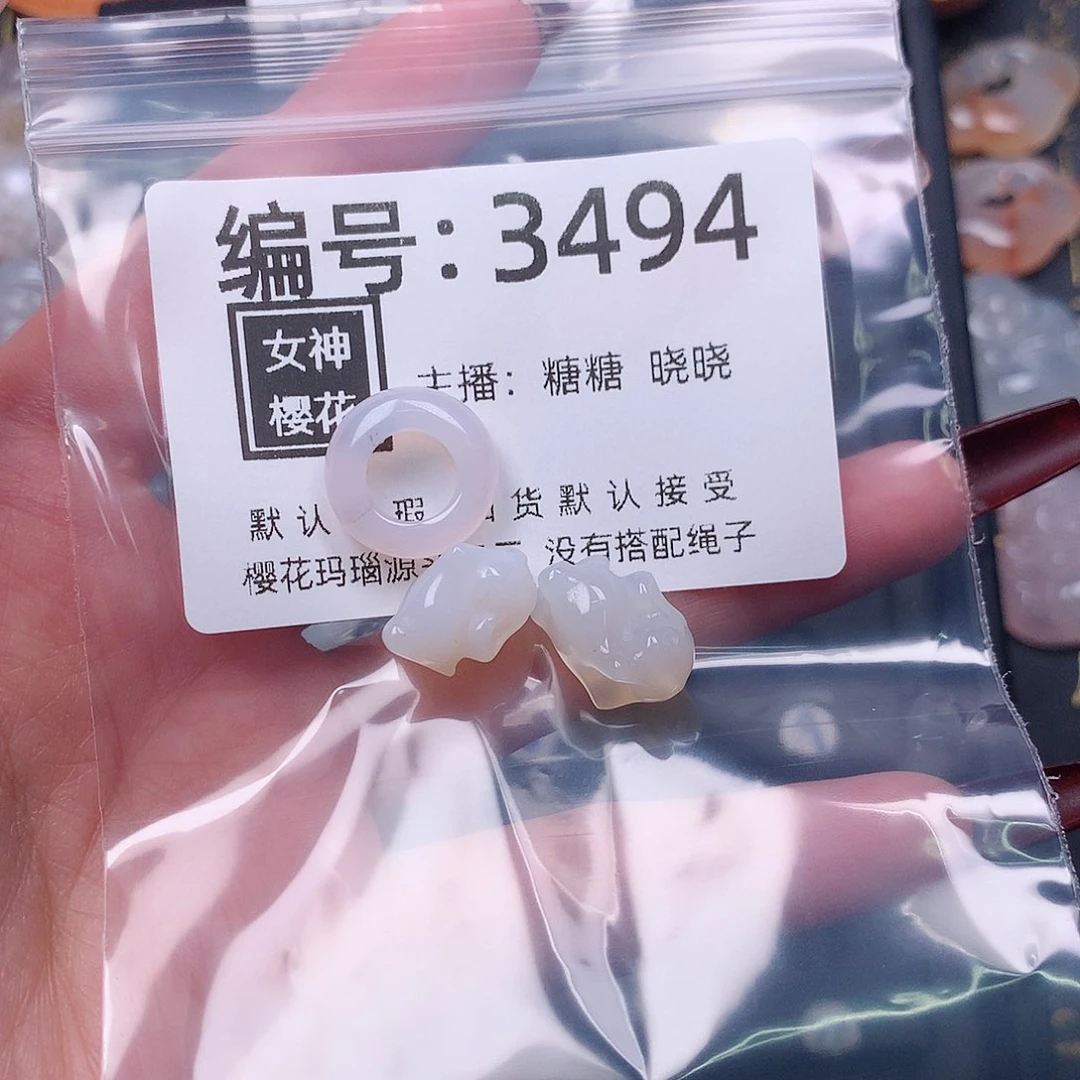 编号:3494
女神
樱花
主播: 糖糖 晓晓
默认 瑕 货默认接受
樱花玛瑙源 没有搭配绳子